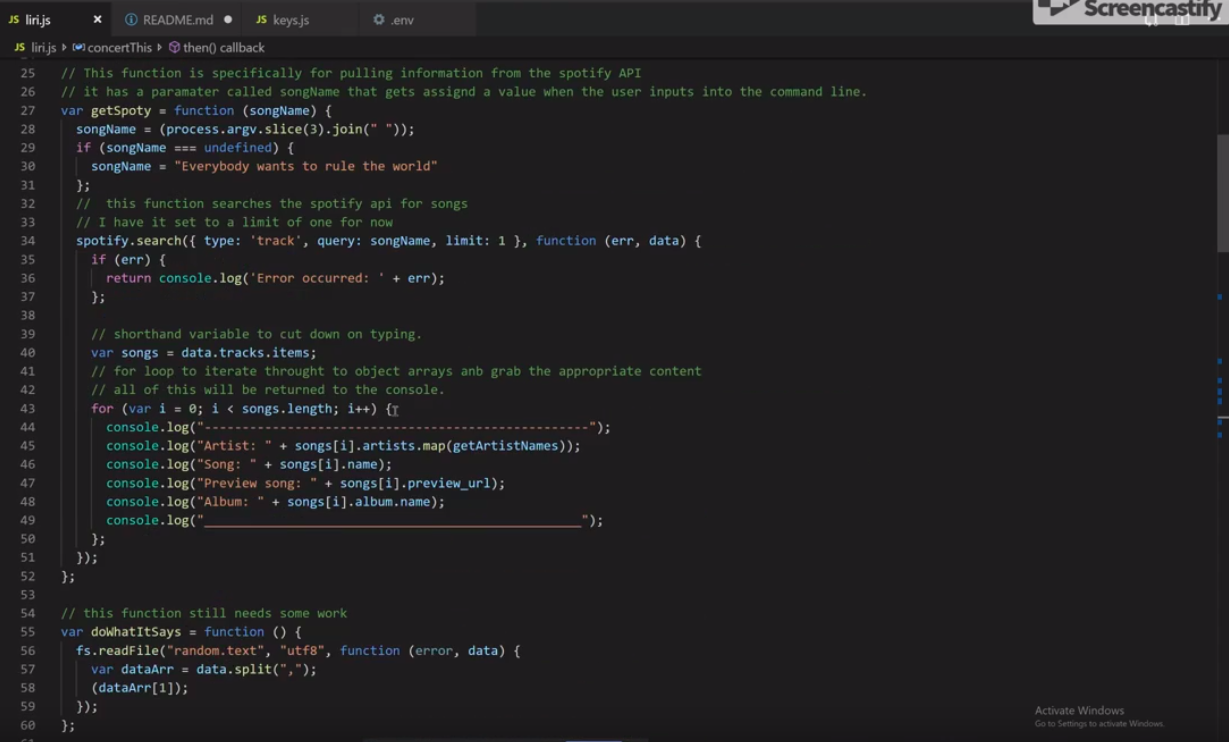 JS liri.js × ⓘ README.md ● JS keys.js .env
Screencastify
JS liri.js ▸ concertThis ▸ then() callback
25 // This function is specifically for pulling information from the spotify API
26 // it has a paramater called songName that gets assignd a value when the user inputs into the command line.
27 var getSpoty = function (songName) {
28 songName = (process.argv.slice(3).join(" "));
29 if (songName === undefined) {
30 songName = "Everybody wants to rule the world"
31 };
32 //  this function searches the spotify api for songs
33 // I have it set to a limit of one for now
34 spotify.search({ type: 'track', query: songName, limit: 1 }, function (err, data) {
35 if (err) {
36 return console.log('Error occurred: ' + err);
37 };
38
39 // shorthand variable to cut down on typing.
40 var songs = data.tracks.items;
41 // for loop to iterate throught to object arrays anb grab the appropriate content
42 // all of this will be returned to the console.
43 for (var i = 0; i < songs.length; i++) {
44 console.log("---------------------------------------------------");
45 console.log("Artist: " + songs[i].artists.map(getArtistNames));
46 console.log("Song: " + songs[i].name);
47 console.log("Preview song: " + songs[i].preview_url);
48 console.log("Album: " + songs[i].album.name);
49 console.log("__________________________________________________");
50 };
51 });
52 };
53
54 // this function still needs some work
55 var doWhatItSays = function () {
56 fs.readFile("random.text", "utf8", function (error, data) {
57 var dataArr = data.split(",");
58 (dataArr[1]);
59 });
60 };
Activate Windows
Go to Settings to activate Windows.